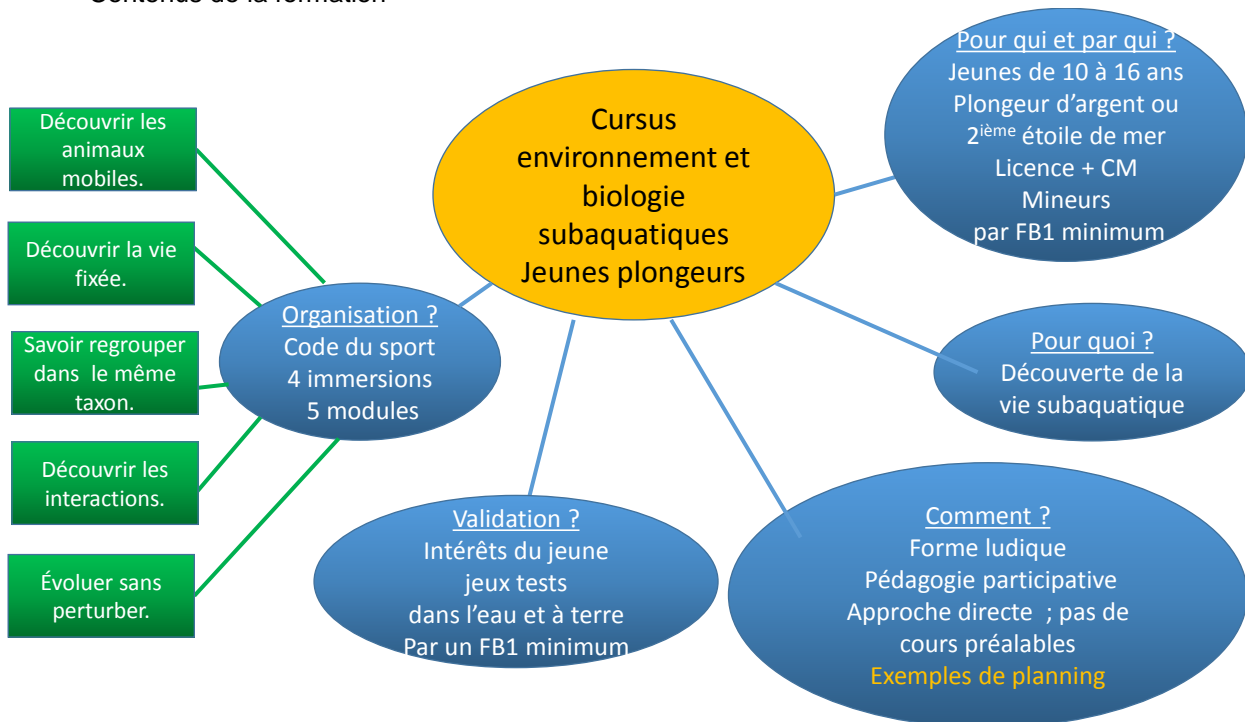 Contenus de la formation
Cursus
environnement et
biologie
subaquatiques
Jeunes plongeurs
Pour qui et par qui ?
Jeunes de 10 à 16 ans
Plongeur d'argent ou
2ième étoile de mer
Licence + CM
Mineurs
par FB1 minimum
Pour quoi ?
Découverte de la
vie subaquatique
Comment ?
Forme ludique
Pédagogie participative
Approche directe ; pas de
cours préalables
Exemples de planning
Validation ?
Intérêts du jeune
jeux tests
dans l'eau et à terre
Par un FB1 minimum
Organisation ?
Code du sport
4 immersions
5 modules
Découvrir les
animaux
mobiles.
Découvrir la vie
fixée.
Savoir regrouper
dans le même
taxon.
Découvrir les
interactions.
Évoluer sans
perturber.